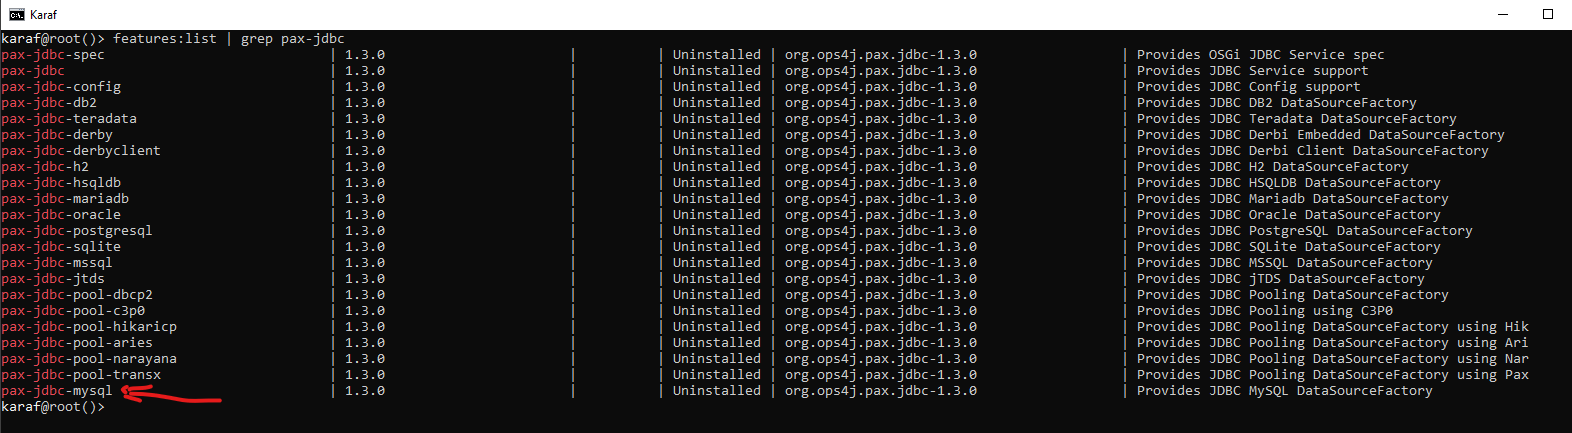 Karaf
karaf@root()> features:list | grep pax-jdbc
pax-jdbc-spec | 1.3.0 | | Uninstalled | org.ops4j.pax.jdbc-1.3.0 | Provides OSGi JDBC Service spec
pax-jdbc | 1.3.0 | | Uninstalled | org.ops4j.pax.jdbc-1.3.0 | Provides JDBC Service support
pax-jdbc-config | 1.3.0 | | Uninstalled | org.ops4j.pax.jdbc-1.3.0 | Provides JDBC Config support
pax-jdbc-db2 | 1.3.0 | | Uninstalled | org.ops4j.pax.jdbc-1.3.0 | Provides JDBC DB2 DataSourceFactory
pax-jdbc-teradata | 1.3.0 | | Uninstalled | org.ops4j.pax.jdbc-1.3.0 | Provides JDBC Teradata DataSourceFactory
pax-jdbc-derby | 1.3.0 | | Uninstalled | org.ops4j.pax.jdbc-1.3.0 | Provides JDBC Derbi Embedded DataSourceFactory
pax-jdbc-derbyclient | 1.3.0 | | Uninstalled | org.ops4j.pax.jdbc-1.3.0 | Provides JDBC Derbi Client DataSourceFactory
pax-jdbc-h2 | 1.3.0 | | Uninstalled | org.ops4j.pax.jdbc-1.3.0 | Provides JDBC H2 DataSourceFactory
pax-jdbc-hsqldb | 1.3.0 | | Uninstalled | org.ops4j.pax.jdbc-1.3.0 | Provides JDBC HSQLDB DataSourceFactory
pax-jdbc-mariadb | 1.3.0 | | Uninstalled | org.ops4j.pax.jdbc-1.3.0 | Provides JDBC Mariadb DataSourceFactory
pax-jdbc-oracle | 1.3.0 | | Uninstalled | org.ops4j.pax.jdbc-1.3.0 | Provides JDBC Oracle DataSourceFactory
pax-jdbc-postgresql | 1.3.0 | | Uninstalled | org.ops4j.pax.jdbc-1.3.0 | Provides JDBC PostgreSQL DataSourceFactory
pax-jdbc-sqlite | 1.3.0 | | Uninstalled | org.ops4j.pax.jdbc-1.3.0 | Provides JDBC SQLite DataSourceFactory
pax-jdbc-mssql | 1.3.0 | | Uninstalled | org.ops4j.pax.jdbc-1.3.0 | Provides JDBC MSSQL DataSourceFactory
pax-jdbc-jtds | 1.3.0 | | Uninstalled | org.ops4j.pax.jdbc-1.3.0 | Provides JDBC jTDS DataSourceFactory
pax-jdbc-pool-dbcp2 | 1.3.0 | | Uninstalled | org.ops4j.pax.jdbc-1.3.0 | Provides JDBC Pooling DataSourceFactory
pax-jdbc-pool-c3p0 | 1.3.0 | | Uninstalled | org.ops4j.pax.jdbc-1.3.0 | Provides JDBC Pooling using C3P0
pax-jdbc-pool-hikaricp | 1.3.0 | | Uninstalled | org.ops4j.pax.jdbc-1.3.0 | Provides JDBC Pooling DataSourceFactory using Hik
pax-jdbc-pool-aries | 1.3.0 | | Uninstalled | org.ops4j.pax.jdbc-1.3.0 | Provides JDBC Pooling DataSourceFactory using Ari
pax-jdbc-pool-narayana | 1.3.0 | | Uninstalled | org.ops4j.pax.jdbc-1.3.0 | Provides JDBC Pooling DataSourceFactory using Nar
pax-jdbc-pool-transx | 1.3.0 | | Uninstalled | org.ops4j.pax.jdbc-1.3.0 | Provides JDBC Pooling DataSourceFactory using Pax
pax-jdbc-mysql | 1.3.0 | | Uninstalled | org.ops4j.pax.jdbc-1.3.0 | Provides JDBC MySQL DataSourceFactory
karaf@root()>